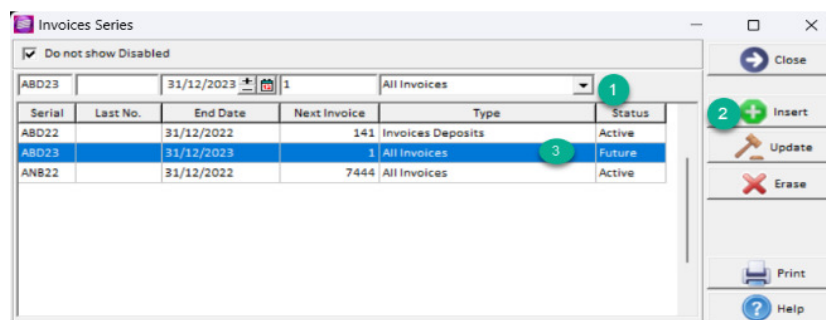 Invoices Series
Do not show Disabled
Close
ABD23 31/12/2023 1 All Invoices
1
Serial Last No. End Date Next Invoice Type Status
2 Insert
ABD22 31/12/2022 141 Invoices Deposits Active
Update
ABD23 31/12/2023 1 All Invoices 3 Future
ANB22 31/12/2022 7444 All Invoices Active
Erase
Print
? Help